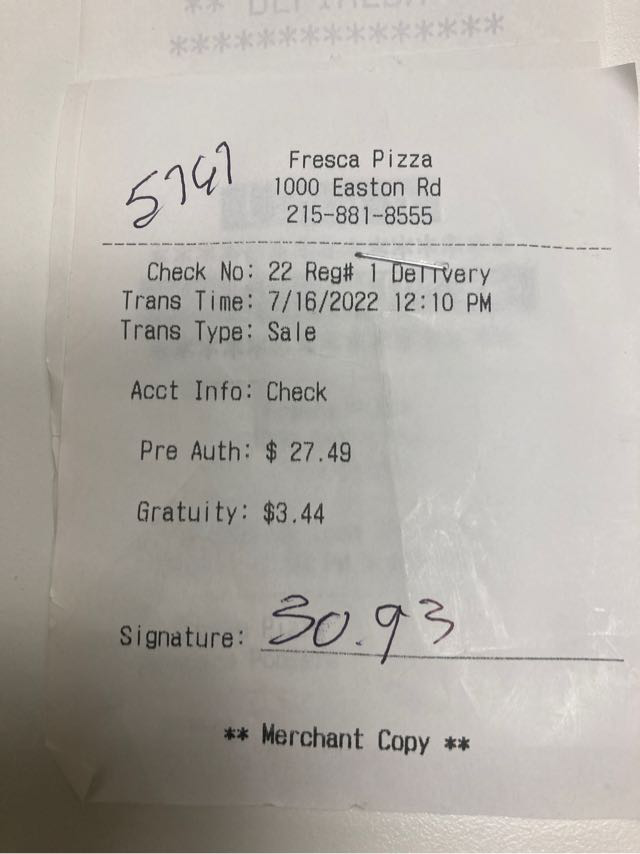 5747
Fresca Pizza
1000 Easton Rd
215-881-8555
Check No: 22 Reg# 1 Delivery
Trans Time: 7/16/2022 12:10 PM
Trans Type: Sale
Acct Info: Check
Pre Auth: $ 27.49
Gratuity: $3.44
Signature: 30.93
** Merchant Copy **